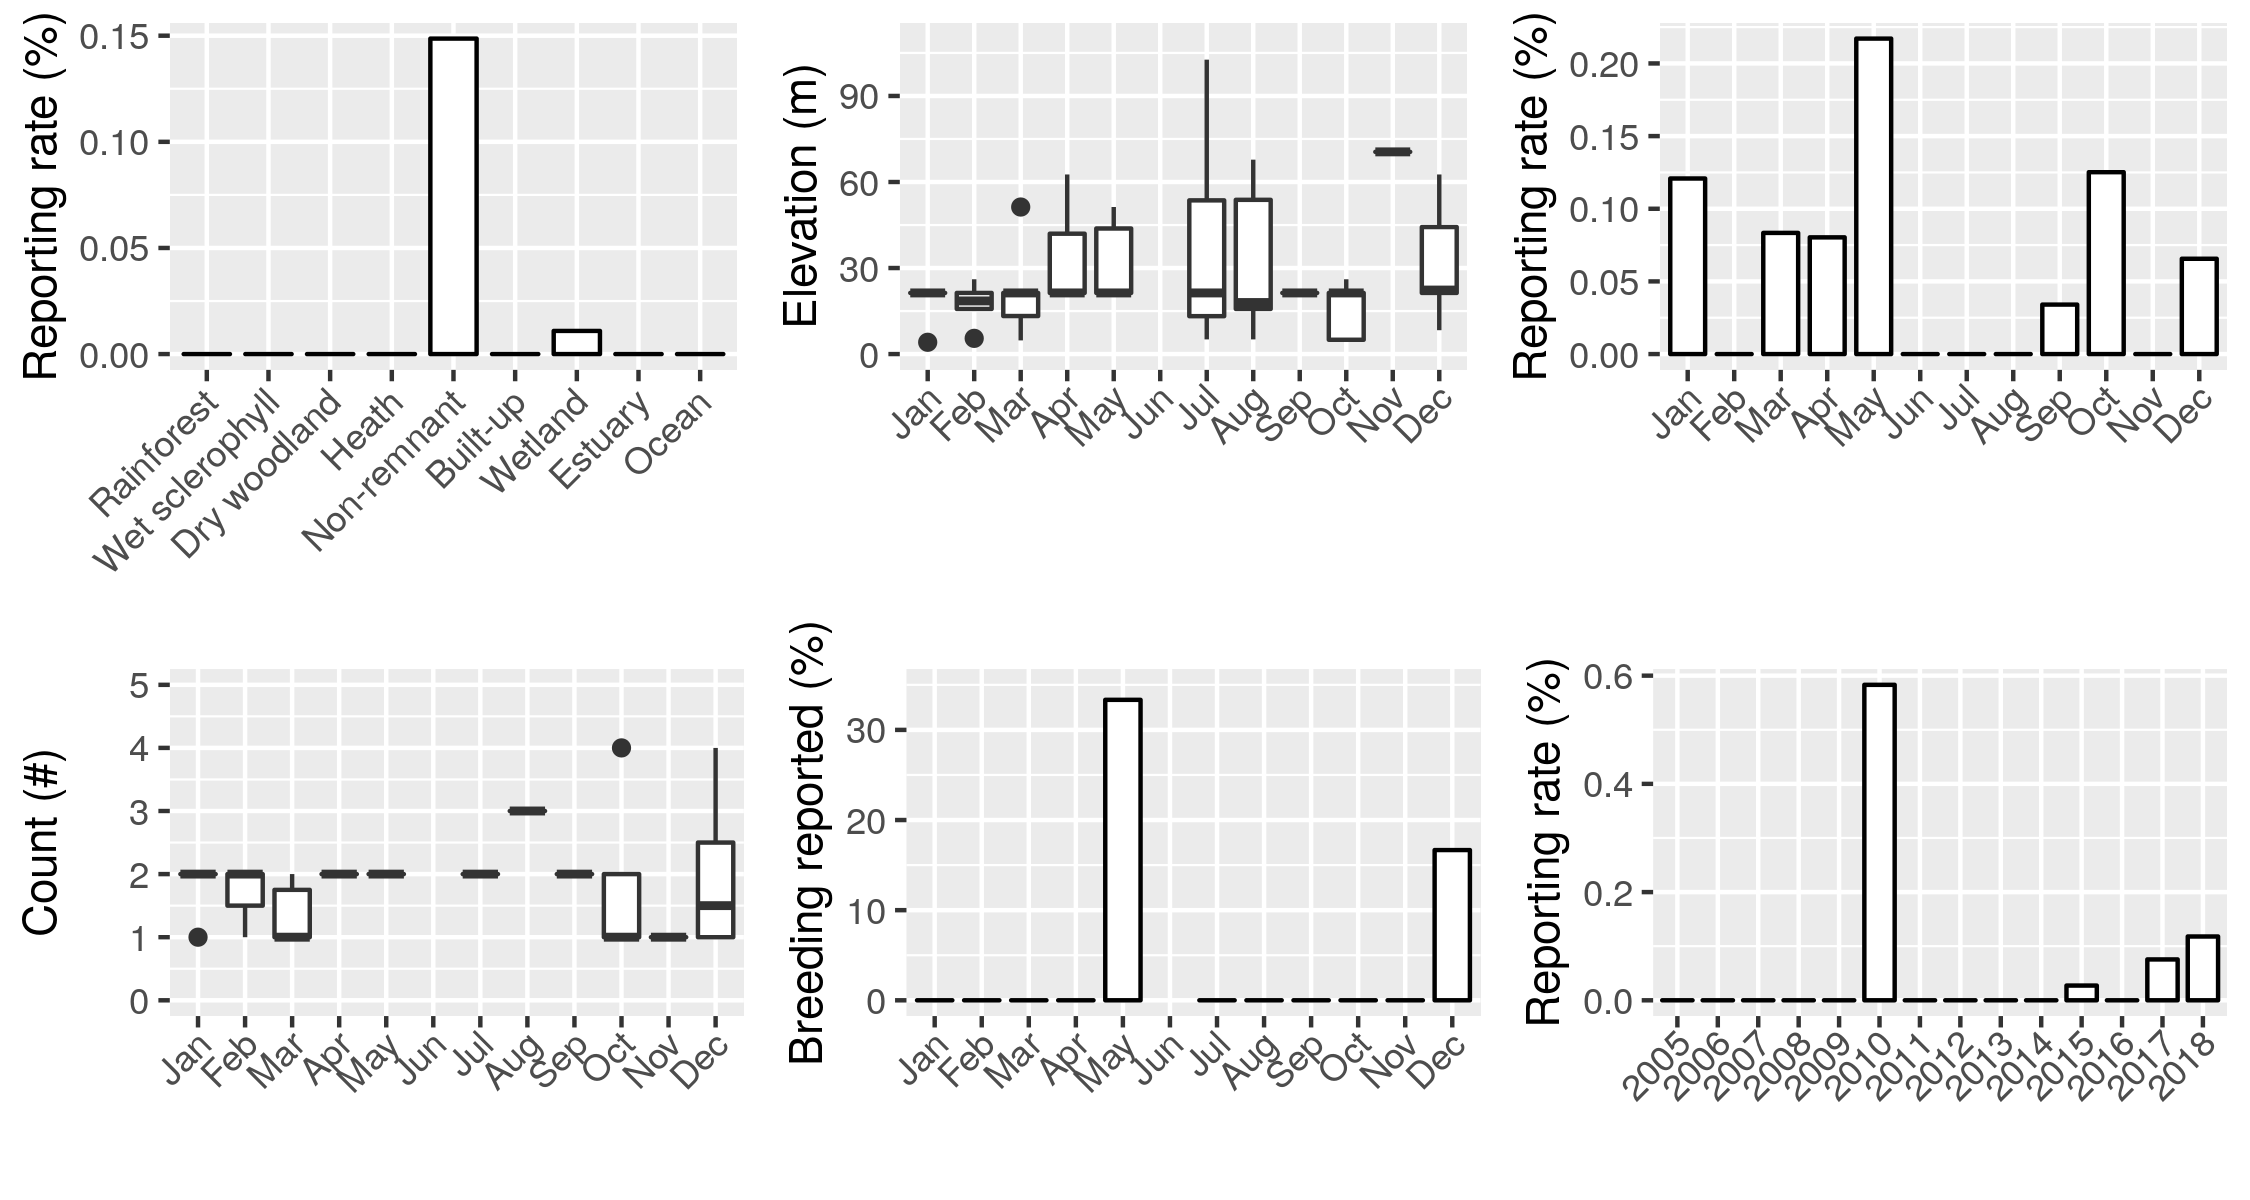 Reporting rate (%)
0.15
0.10
0.05
0.00
Rainforest
Wet sclerophyll
Dry woodland
Heath
Non-remnant
Built-up
Wetland
Estuary
Ocean
Elevation (m)
90
60
30
0
Jan
Feb
Mar
Apr
May
Jun
Jul
Aug
Sep
Oct
Nov
Dec
Reporting rate (%)
0.20
0.15
0.10
0.05
0.00
Jan
Feb
Mar
Apr
May
Jun
Jul
Aug
Sep
Oct
Nov
Dec
Count (#)
5
4
3
2
1
0
Jan
Feb
Mar
Apr
May
Jun
Jul
Aug
Sep
Oct
Nov
Dec
Breeding reported (%)
30
20
10
0
Jan
Feb
Mar
Apr
May
Jun
Jul
Aug
Sep
Oct
Nov
Dec
Reporting rate (%)
0.6
0.4
0.2
0.0
2005
2006
2007
2008
2009
2010
2011
2012
2013
2014
2015
2016
2017
2018